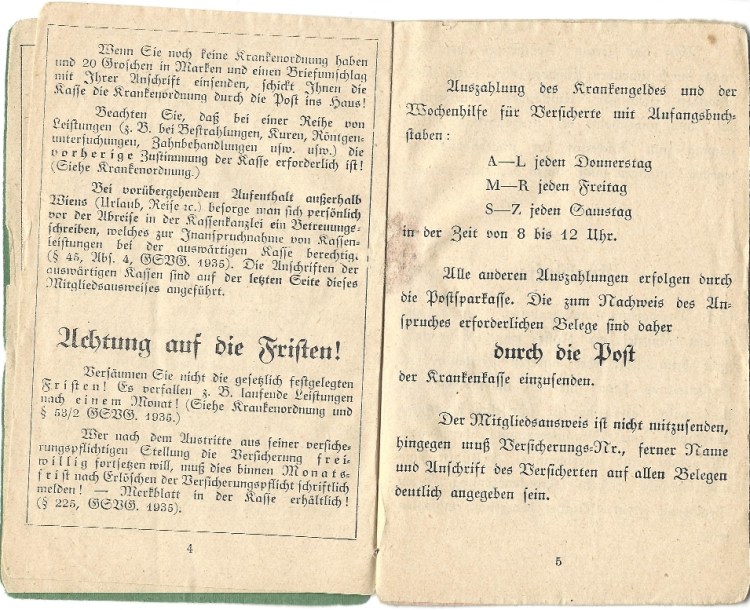 Wenn Sie noch keine Krankenordnung haben
und 20 Groschen in Marken und einen Briefumschlag
mit Ihrer Anschrift einsenden, schickt Ihnen die
Kasse die Krankenordnung durch die Post ins Haus!
Beachten Sie, daß bei einer Reihe von
Leistungen (z. B. bei Bestrahlungen, Kuren, Röntgen-
untersuchungen, Zahnbehandlungen usw. usw.) die
vorherige Zustimmung der Kasse erforderlich ist!
(Siehe Krankenordnung.)
Bei vorübergehendem Aufenthalt außerhalb
Wiens (Urlaub, Reise ꝛc.) besorge man sich persönlich
vor der Abreise in der Kassenkanzlei ein Betreuungs-
schreiben, welches zur Inanspruchnahme von Kassen-
leistungen bei der auswärtigen Kasse berechtig.
(§ 45, Abs. 4, GSVG. 1935). Die Anschriften der
auswärtigen Kassen sind auf der letzten Seite dieses
Mitgliedsausweises angeführt.
Achtung auf die Fristen!
Versäumen Sie nicht die gesetzlich festgelegten
Fristen! Es verfallen z. B. laufende Leistungen
nach einem Monat! (Siehe Krankenordnung und
§ 53/2 GSVG. 1935.)
Wer nach dem Austritte aus seiner versiche-
rungspflichtigen Stellung die Versicherung frei-
willig fortsetzen will, muß dies binnen Monats-
frist nach Erlöschen der Versicherungspflicht schriftlich
melden! — Merkblatt in der Kasse erhältlich!
(§ 225, GSVG. 1935).
4
Auszahlung des Krankengeldes und der
Wochenhilfe für Versicherte mit Anfangsbuch-
staben:
A—L jeden Donnerstag
M—R jeden Freitag
S—Z jeden Samstag
in der Zeit von 8 bis 12 Uhr.
Alle anderen Auszahlungen erfolgen durch
die Postsparkasse. Die zum Nachweis des An-
spruches erforderlichen Belege sind daher
durch die Post
der Krankenkasse einzusenden.
Der Mitgliedsausweis ist nicht mitzusenden,
hingegen muß Versicherungs-Nr., ferner Name
und Anschrift des Versicherten auf allen Belegen
deutlich angegeben sein.
5